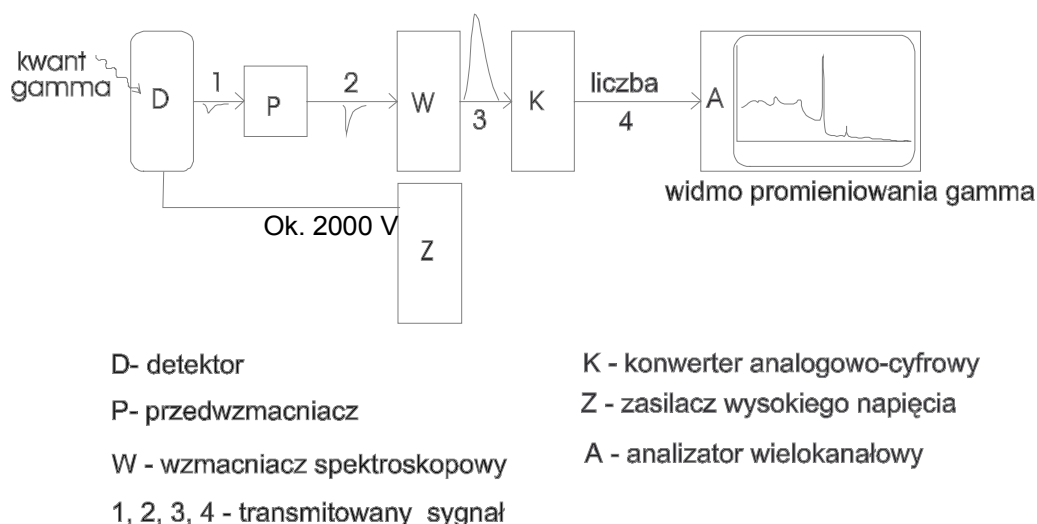 kwant
gamma
D
1
P
2
W
3
K
liczba
4
A
widmo promieniowania gamma
Ok. 2000 V
Z
D- detektor
P- przedwzmacniacz
W - wzmacniacz spektroskopowy
1, 2, 3, 4 - transmitowany sygnał
K - konwerter analogowo-cyfrowy
Z - zasilacz wysokiego napięcia
A - analizator wielokanałowy